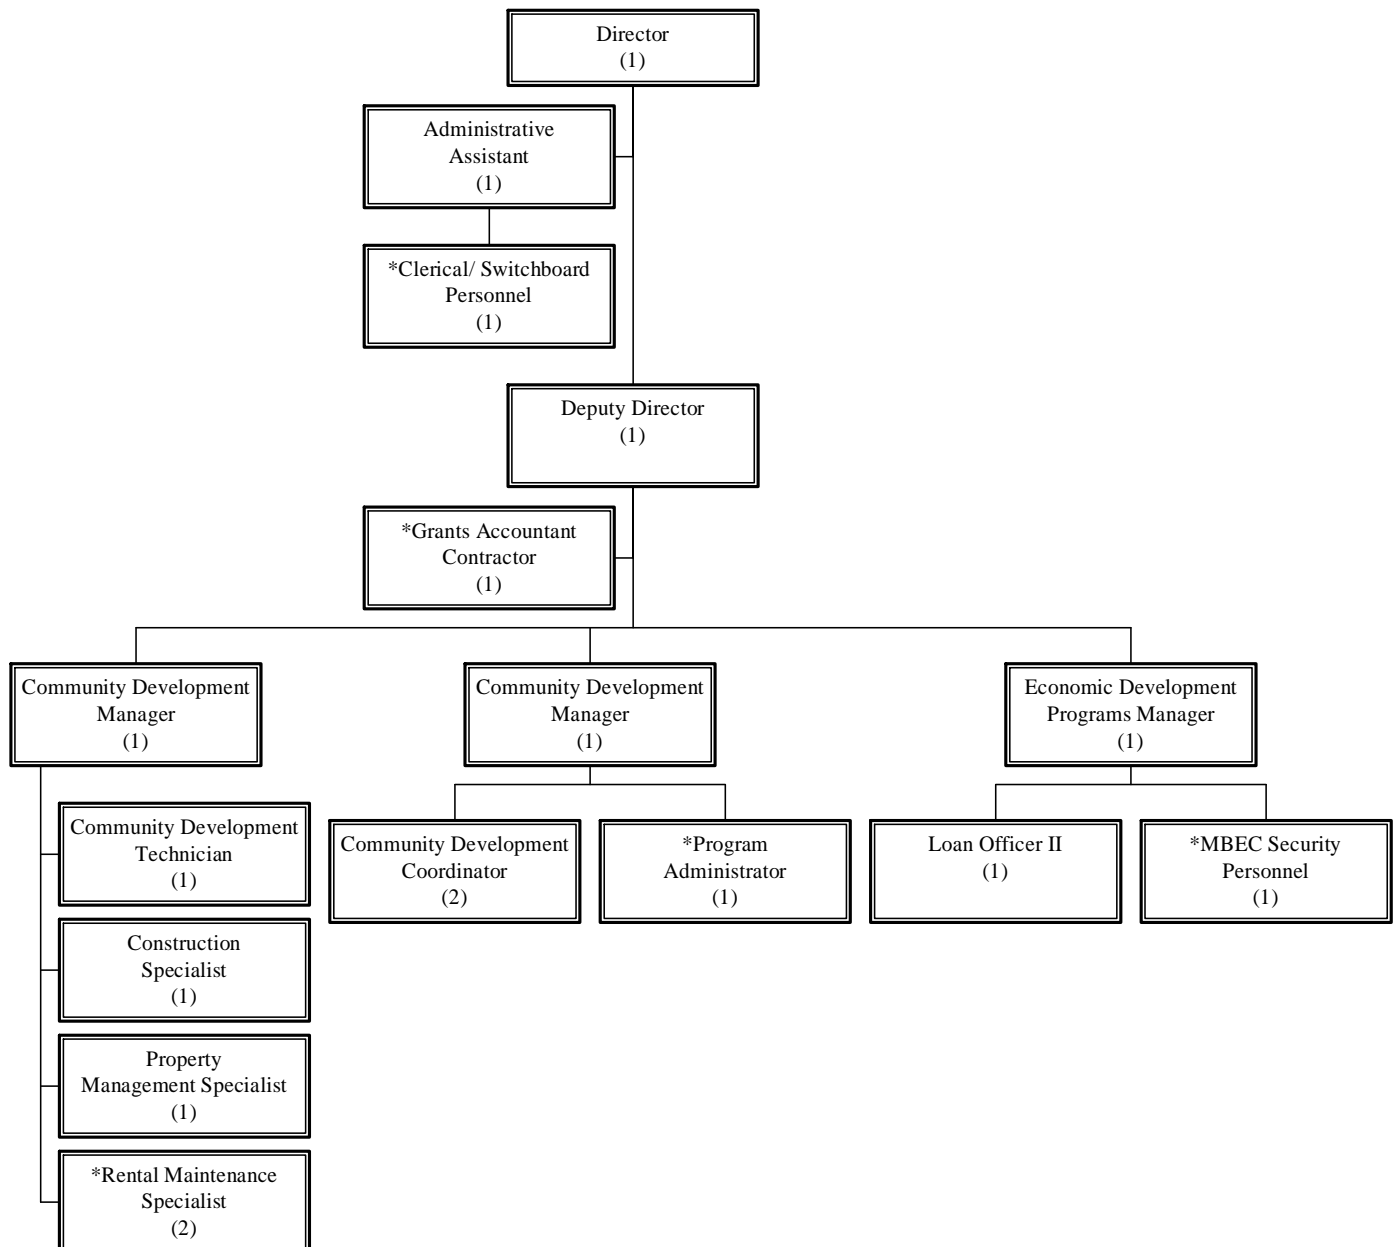 Director
(1)
Administrative
Assistant
(1)
*Clerical/ Switchboard
Personnel
(1)
Deputy Director
(1)
*Grants Accountant
Contractor
(1)
Community Development
Manager
(1)
Community Development
Technician
(1)
Construction
Specialist
(1)
Property
Management Specialist
(1)
*Rental Maintenance
Specialist
(2)
Community Development
Manager
(1)
Community Development
Coordinator
(2)
*Program
Administrator
(1)
Economic Development
Programs Manager
(1)
Loan Officer II
(1)
*MBEC Security
Personnel
(1)